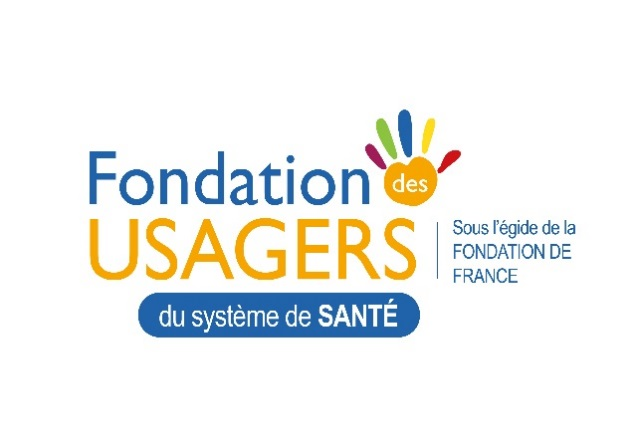 Fondation des
USAGERS
du système de SANTÉ
Sous l'égide de la
FONDATION DE
FRANCE